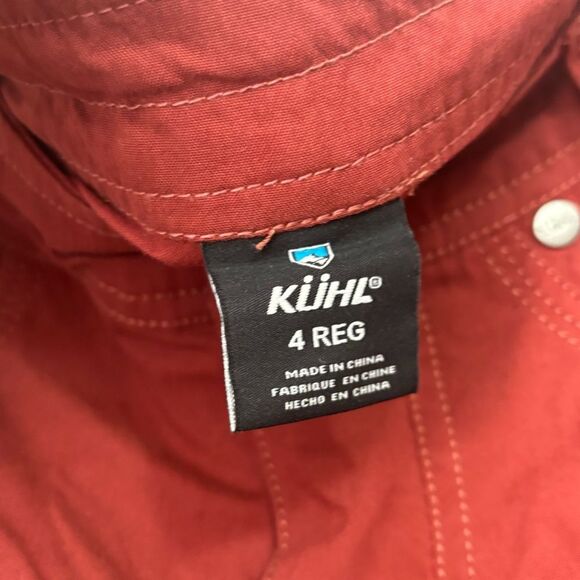 KÜHL®
4 REG
MADE IN CHINA
FABRIQUE EN CHINE
HECHO EN CHINA